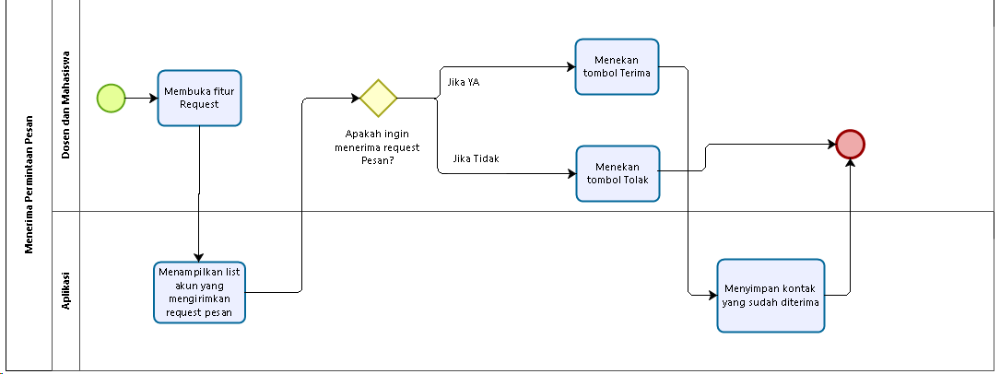 Menerima Permintaan Pesan
Dosen dan Mahasiswa
Membuka fitur
Request
Apakah ingin
menerima request
Pesan?
Jika YA
Menekan
tombol Terima
Jika Tidak
Menekan
tombol Tolak
Aplikasi
Menampilkan list
akun yang
mengirimkan
request pesan
Menyimpan kontak
yang sudah diterima